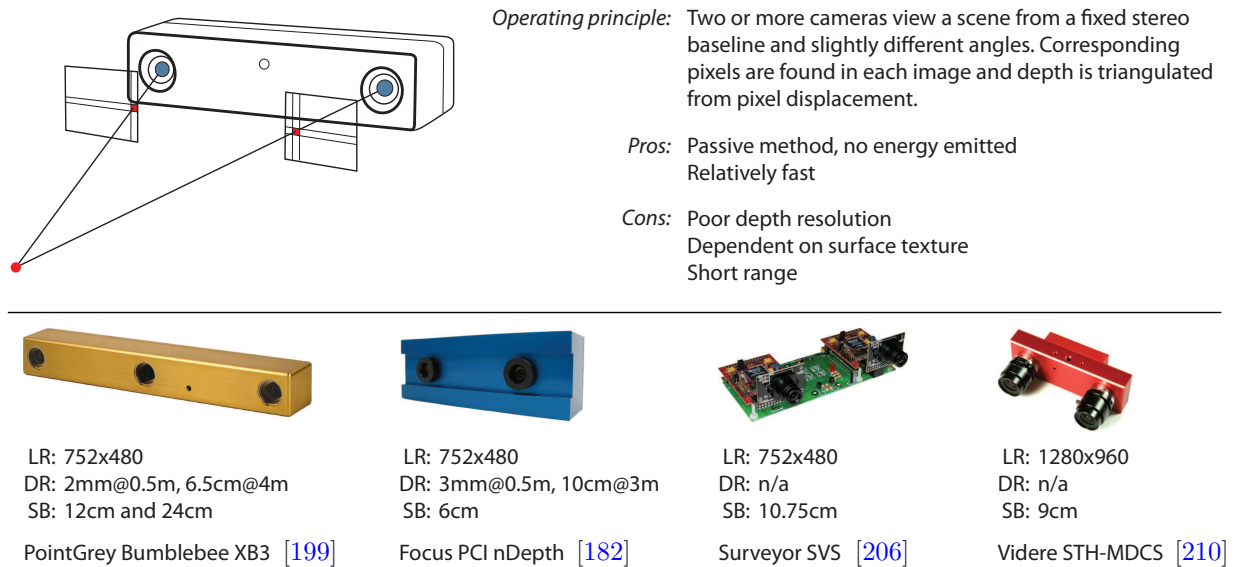 Operating principle: Two or more cameras view a scene from a fixed stereo
baseline and slightly different angles. Corresponding
pixels are found in each image and depth is triangulated
from pixel displacement.
Pros: Passive method, no energy emitted
Relatively fast
Cons: Poor depth resolution
Dependent on surface texture
Short range
LR: 752x480
DR: 2mm@0.5m, 6.5cm@4m
SB: 12cm and 24cm
PointGrey Bumblebee XB3 [199]
LR: 752x480
DR: 3mm@0.5m, 10cm@3m
SB: 6cm
Focus PCI nDepth [182]
LR: 752x480
DR: n/a
SB: 10.75cm
Surveyor SVS [206]
LR: 1280x960
DR: n/a
SB: 9cm
Videre STH-MDCS [210]